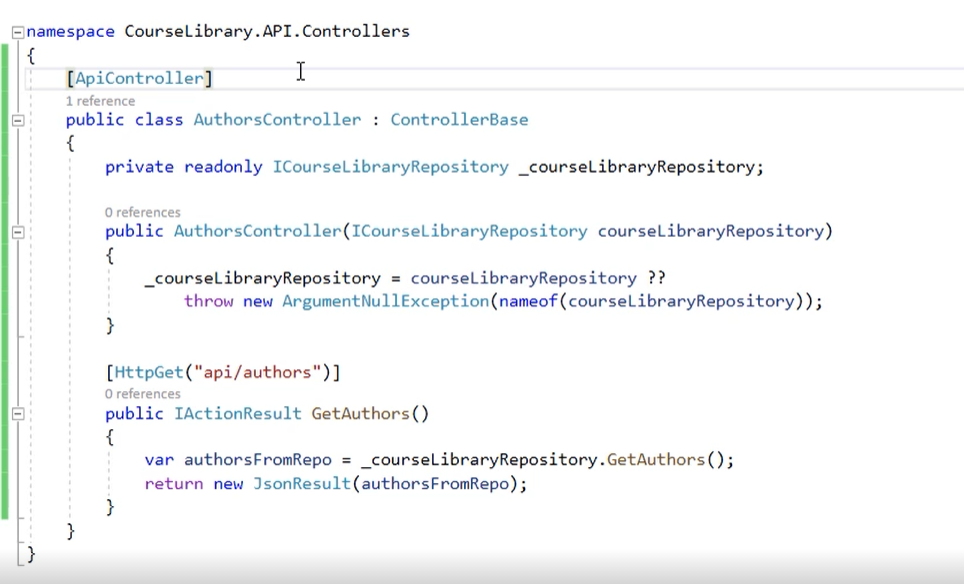 namespace CourseLibrary.API.Controllers
{
[ApiController]
1 reference
public class AuthorsController : ControllerBase
{
private readonly ICourseLibraryRepository _courseLibraryRepository;
0 references
public AuthorsController(ICourseLibraryRepository courseLibraryRepository)
{
_courseLibraryRepository = courseLibraryRepository ??
throw new ArgumentNullException(nameof(courseLibraryRepository));
}
[HttpGet("api/authors")]
0 references
public IActionResult GetAuthors()
{
var authorsFromRepo = _courseLibraryRepository.GetAuthors();
return new JsonResult(authorsFromRepo);
}
}
}